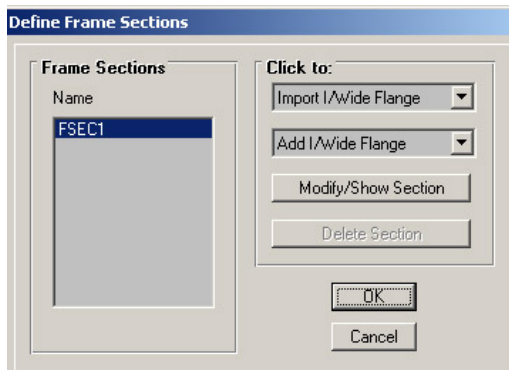 Define Frame Sections
Frame Sections
Name
FSEC1
Click to:
Import I/Wide Flange
Add I/Wide Flange
Modify/Show Section
Delete Section
OK
Cancel